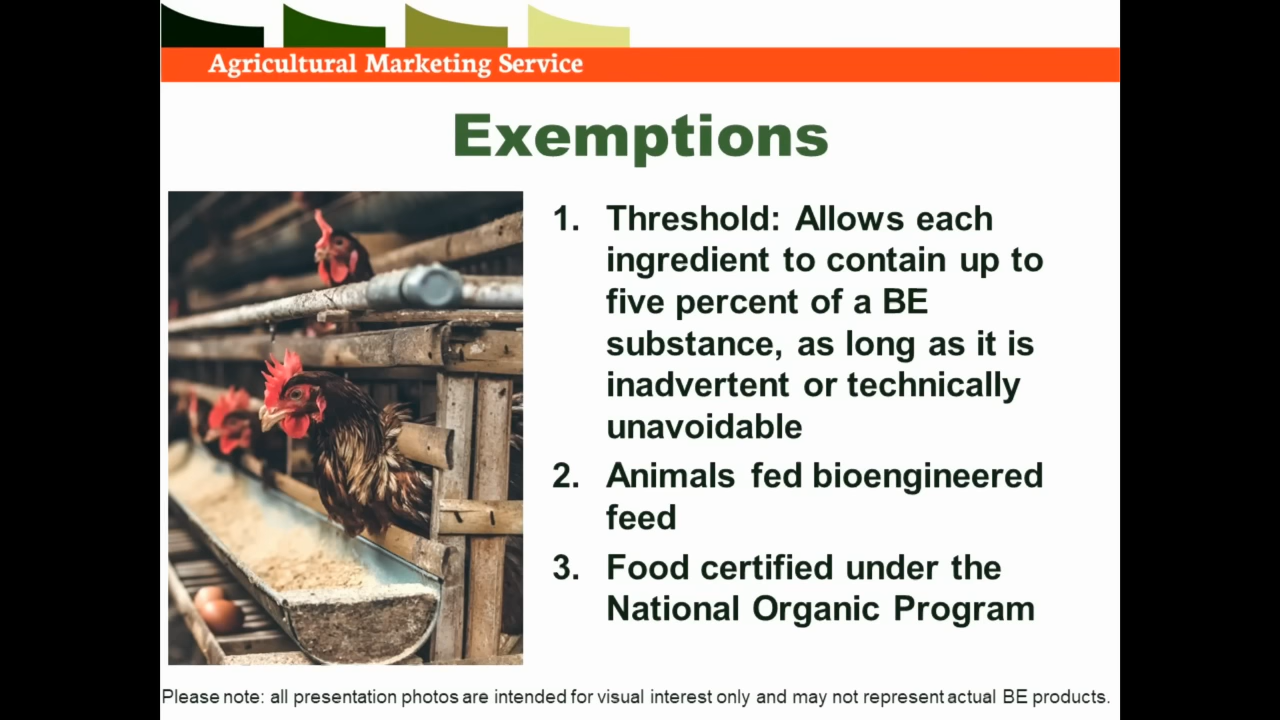 Agricultural Marketing Service
Exemptions
1. Threshold: Allows each
ingredient to contain up to
five percent of a BE
substance, as long as it is
inadvertent or technically
unavoidable
2. Animals fed bioengineered
feed
3. Food certified under the
National Organic Program
Please note: all presentation photos are intended for visual interest only and may not represent actual BE products.